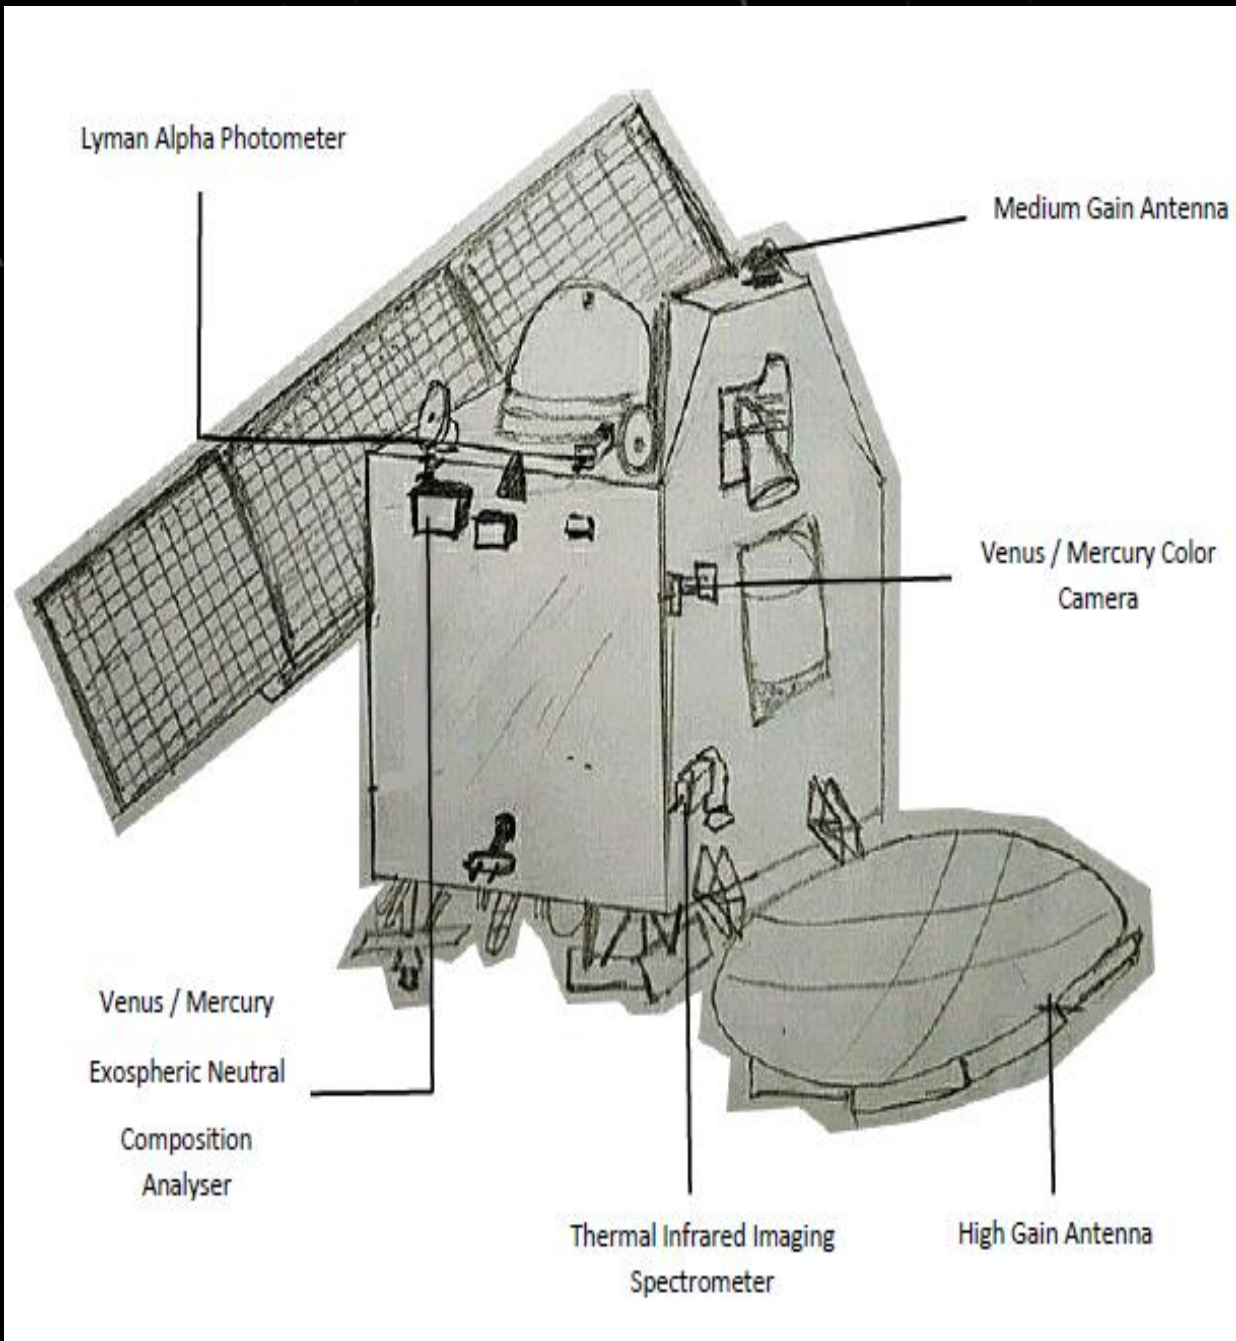 Lyman Alpha Photometer
Medium Gain Antenna
Venus / Mercury Color
Camera
Venus / Mercury
Exospheric Neutral
Composition
Analyser
Thermal Infrared Imaging
Spectrometer
High Gain Antenna